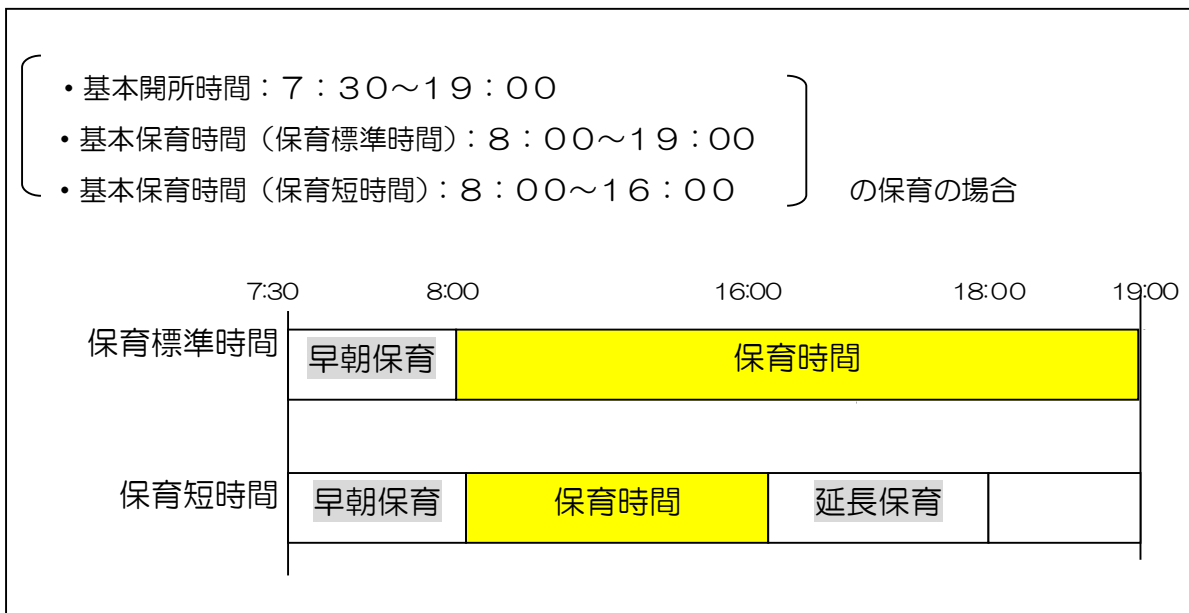 ・基本開所時間：７：３０～１９：００
・基本保育時間（保育標準時間）：８：００～１９：００
・基本保育時間（保育短時間）：８：００～１６：００ の保育の場合
7:30 8:00 16:00 18:00 19:00
保育標準時間 早朝保育 保育時間
保育短時間 早朝保育 保育時間 延長保育